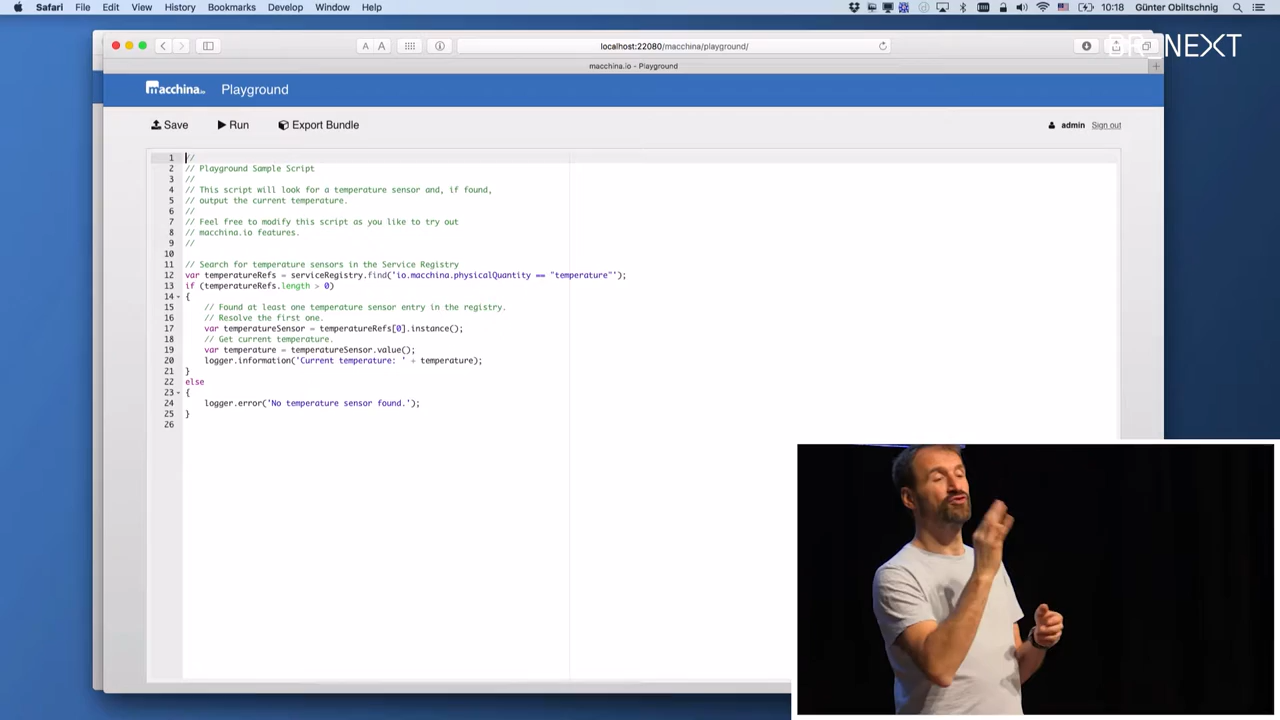 Safari File Edit View History Bookmarks Develop Window Help 10:18 Günter Obiltschnig
A A localhost:22080/macchina/playground/
NEXT
macchina.io - Playground
macchina.io Playground
Save Run Export Bundle admin Sign out
1 //
2 // Playground Sample Script
3 //
4 // This script will look for a temperature sensor and, if found,
5 // output the current temperature.
6 //
7 // Feel free to modify this script as you like to try out
8 // macchina.io features.
9 //
10
11 // Search for temperature sensors in the Service Registry
12 var temperatureRefs = serviceRegistry.find('io.macchina.physicalQuantity == "temperature"');
13 if (temperatureRefs.length > 0)
14 {
15 // Found at least one temperature sensor entry in the registry.
16 // Resolve the first one.
17 var temperatureSensor = temperatureRefs[0].instance();
18 // Get current temperature.
19 var temperature = temperatureSensor.value();
20 logger.information('Current temperature: ' + temperature);
21 }
22 else
23 {
24 logger.error('No temperature sensor found.');
25 }
26